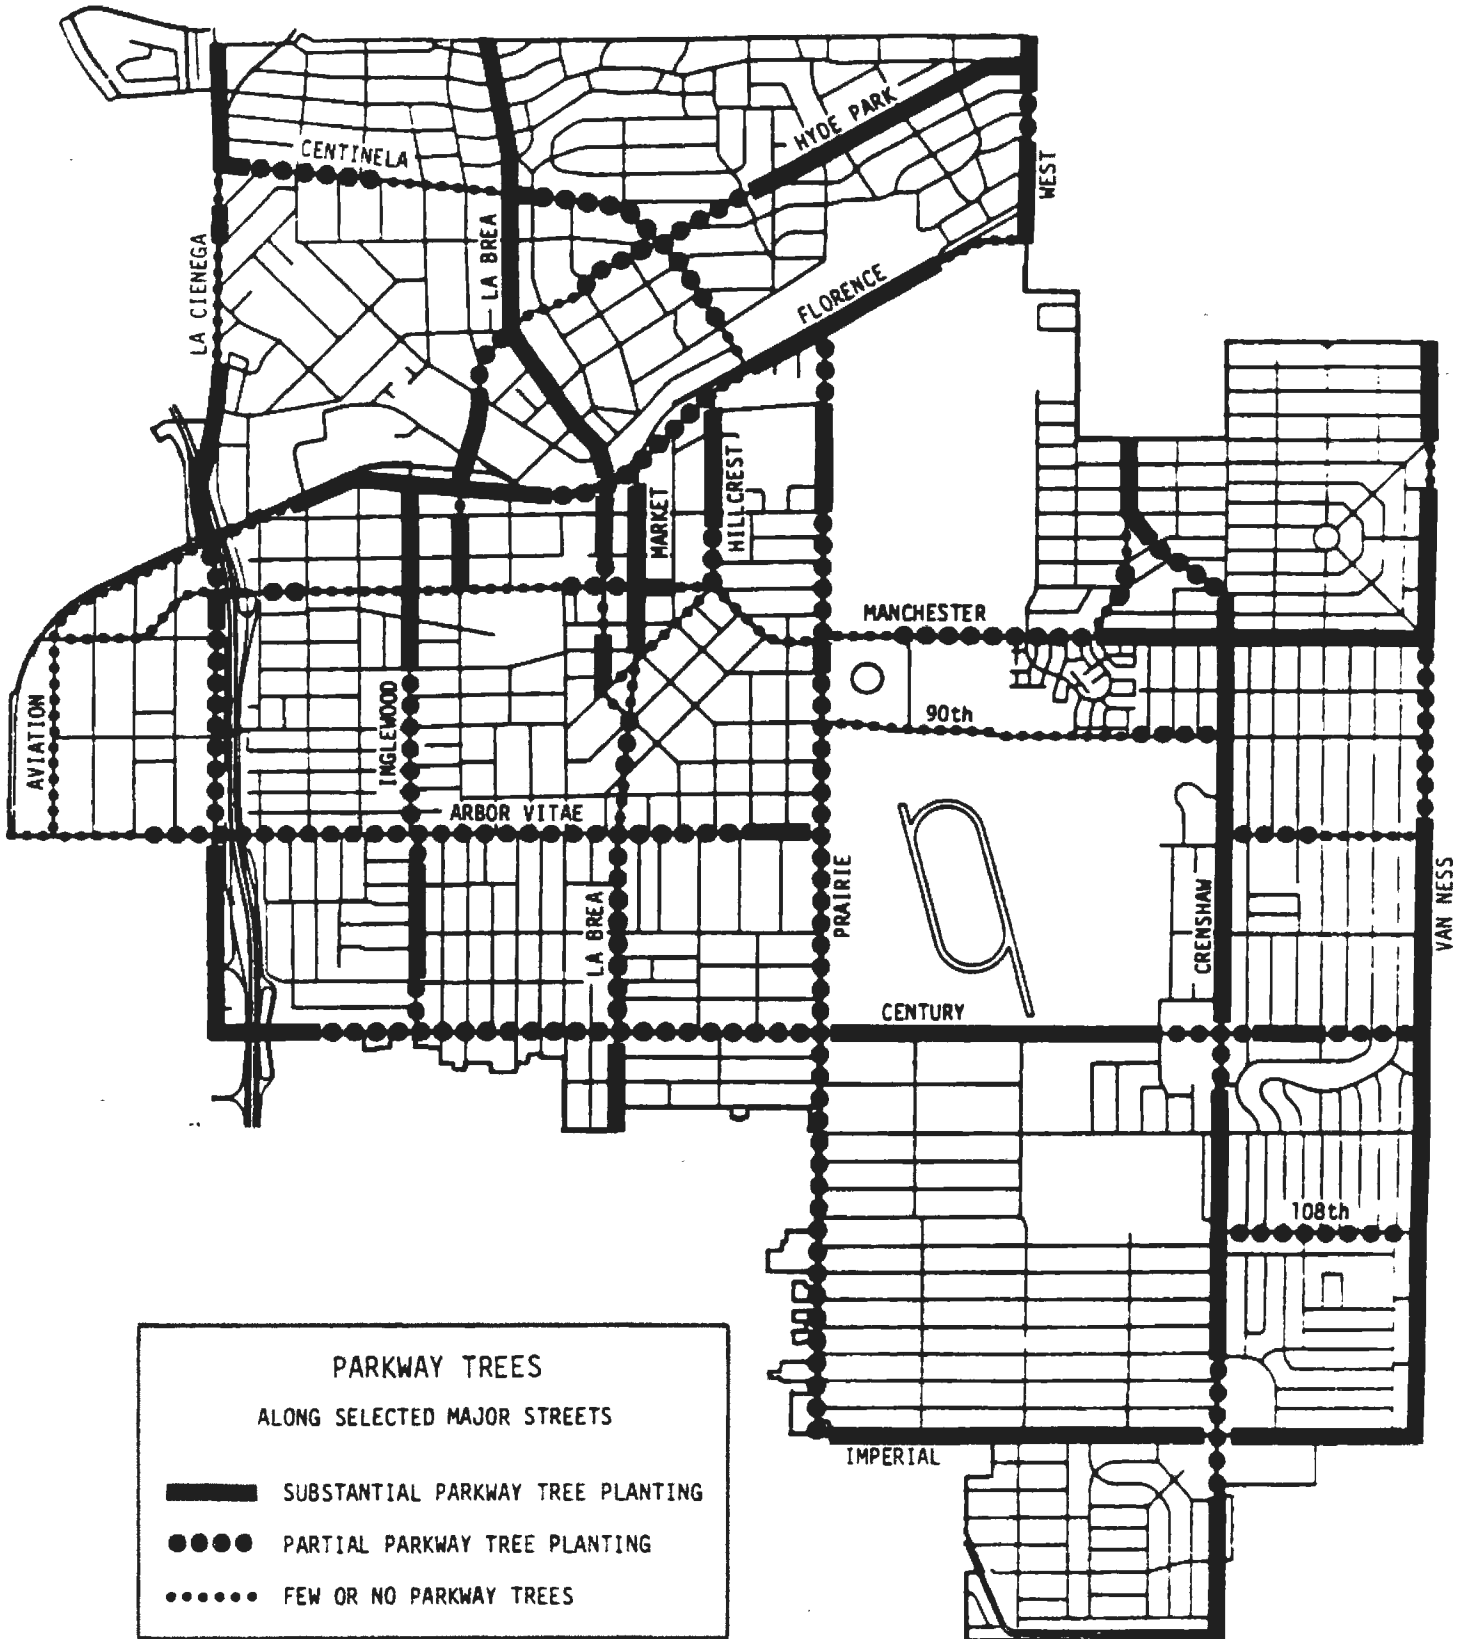 HYDE PARK
CENTINELA
WEST
LA BREA
LA CIENEGA
FLORENCE
MARKET
HILLCREST
MANCHESTER
90th
AVIATION
INGLEWOOD
ARBOR VITAE
PRAIRIE
CRENSHAW
VAN NESS
LA BREA
CENTURY
108th
IMPERIAL
PARKWAY TREES
ALONG SELECTED MAJOR STREETS
SUBSTANTIAL PARKWAY TREE PLANTING
PARTIAL PARKWAY TREE PLANTING
FEW OR NO PARKWAY TREES